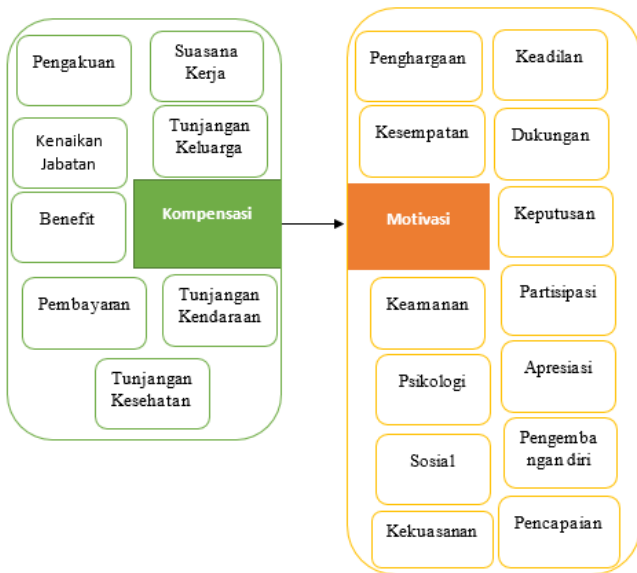 Pengakuan
Suasana
Kerja
Kenaikan
Jabatan
Tunjangan
Keluarga
Benefit
Kompensasi
Pembayaran
Tunjangan
Kendaraan
Tunjangan
Kesehatan
Penghargaan
Keadilan
Kesempatan
Dukungan
Motivasi
Keputusan
Keamanan
Partisipasi
Psikologi
Apresiasi
Sosial
Pengemba
ngan diri
Kekuasanan
Pencapaian